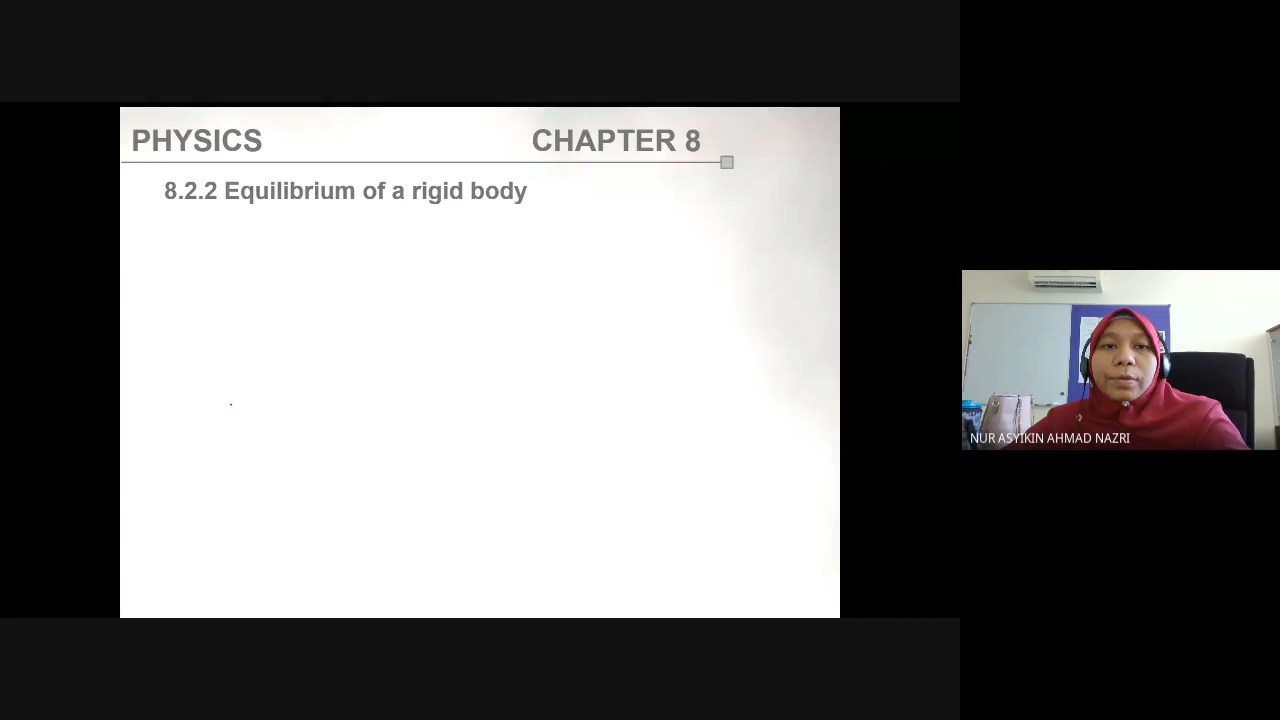 PHYSICS CHAPTER 8
8.2.2 Equilibrium of a rigid body
NUR ASYIKIN AHMAD NAZRI